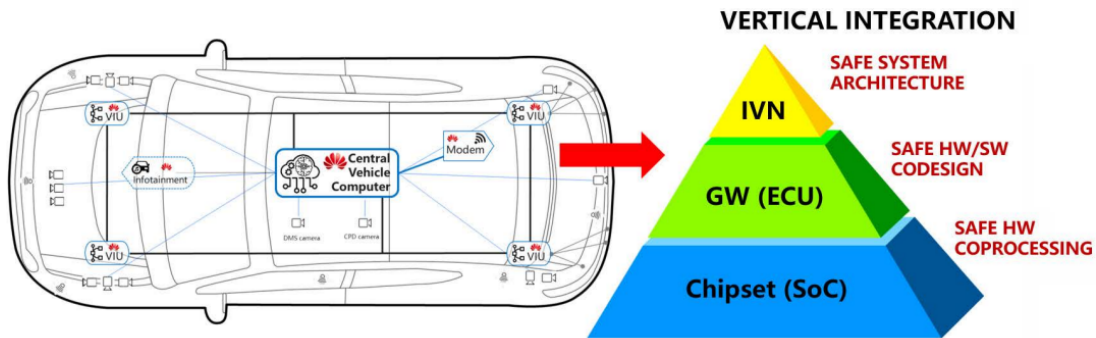 VERTICAL INTEGRATION
VIU
VIU
Infotainment
Central
Vehicle
Computer
Modem
DMS camera
CPD camera
VIU
VIU
IVN
SAFE SYSTEM
ARCHITECTURE
GW (ECU)
SAFE HW/SW
CODESIGN
Chipset (SoC)
SAFE HW
COPROCESSING